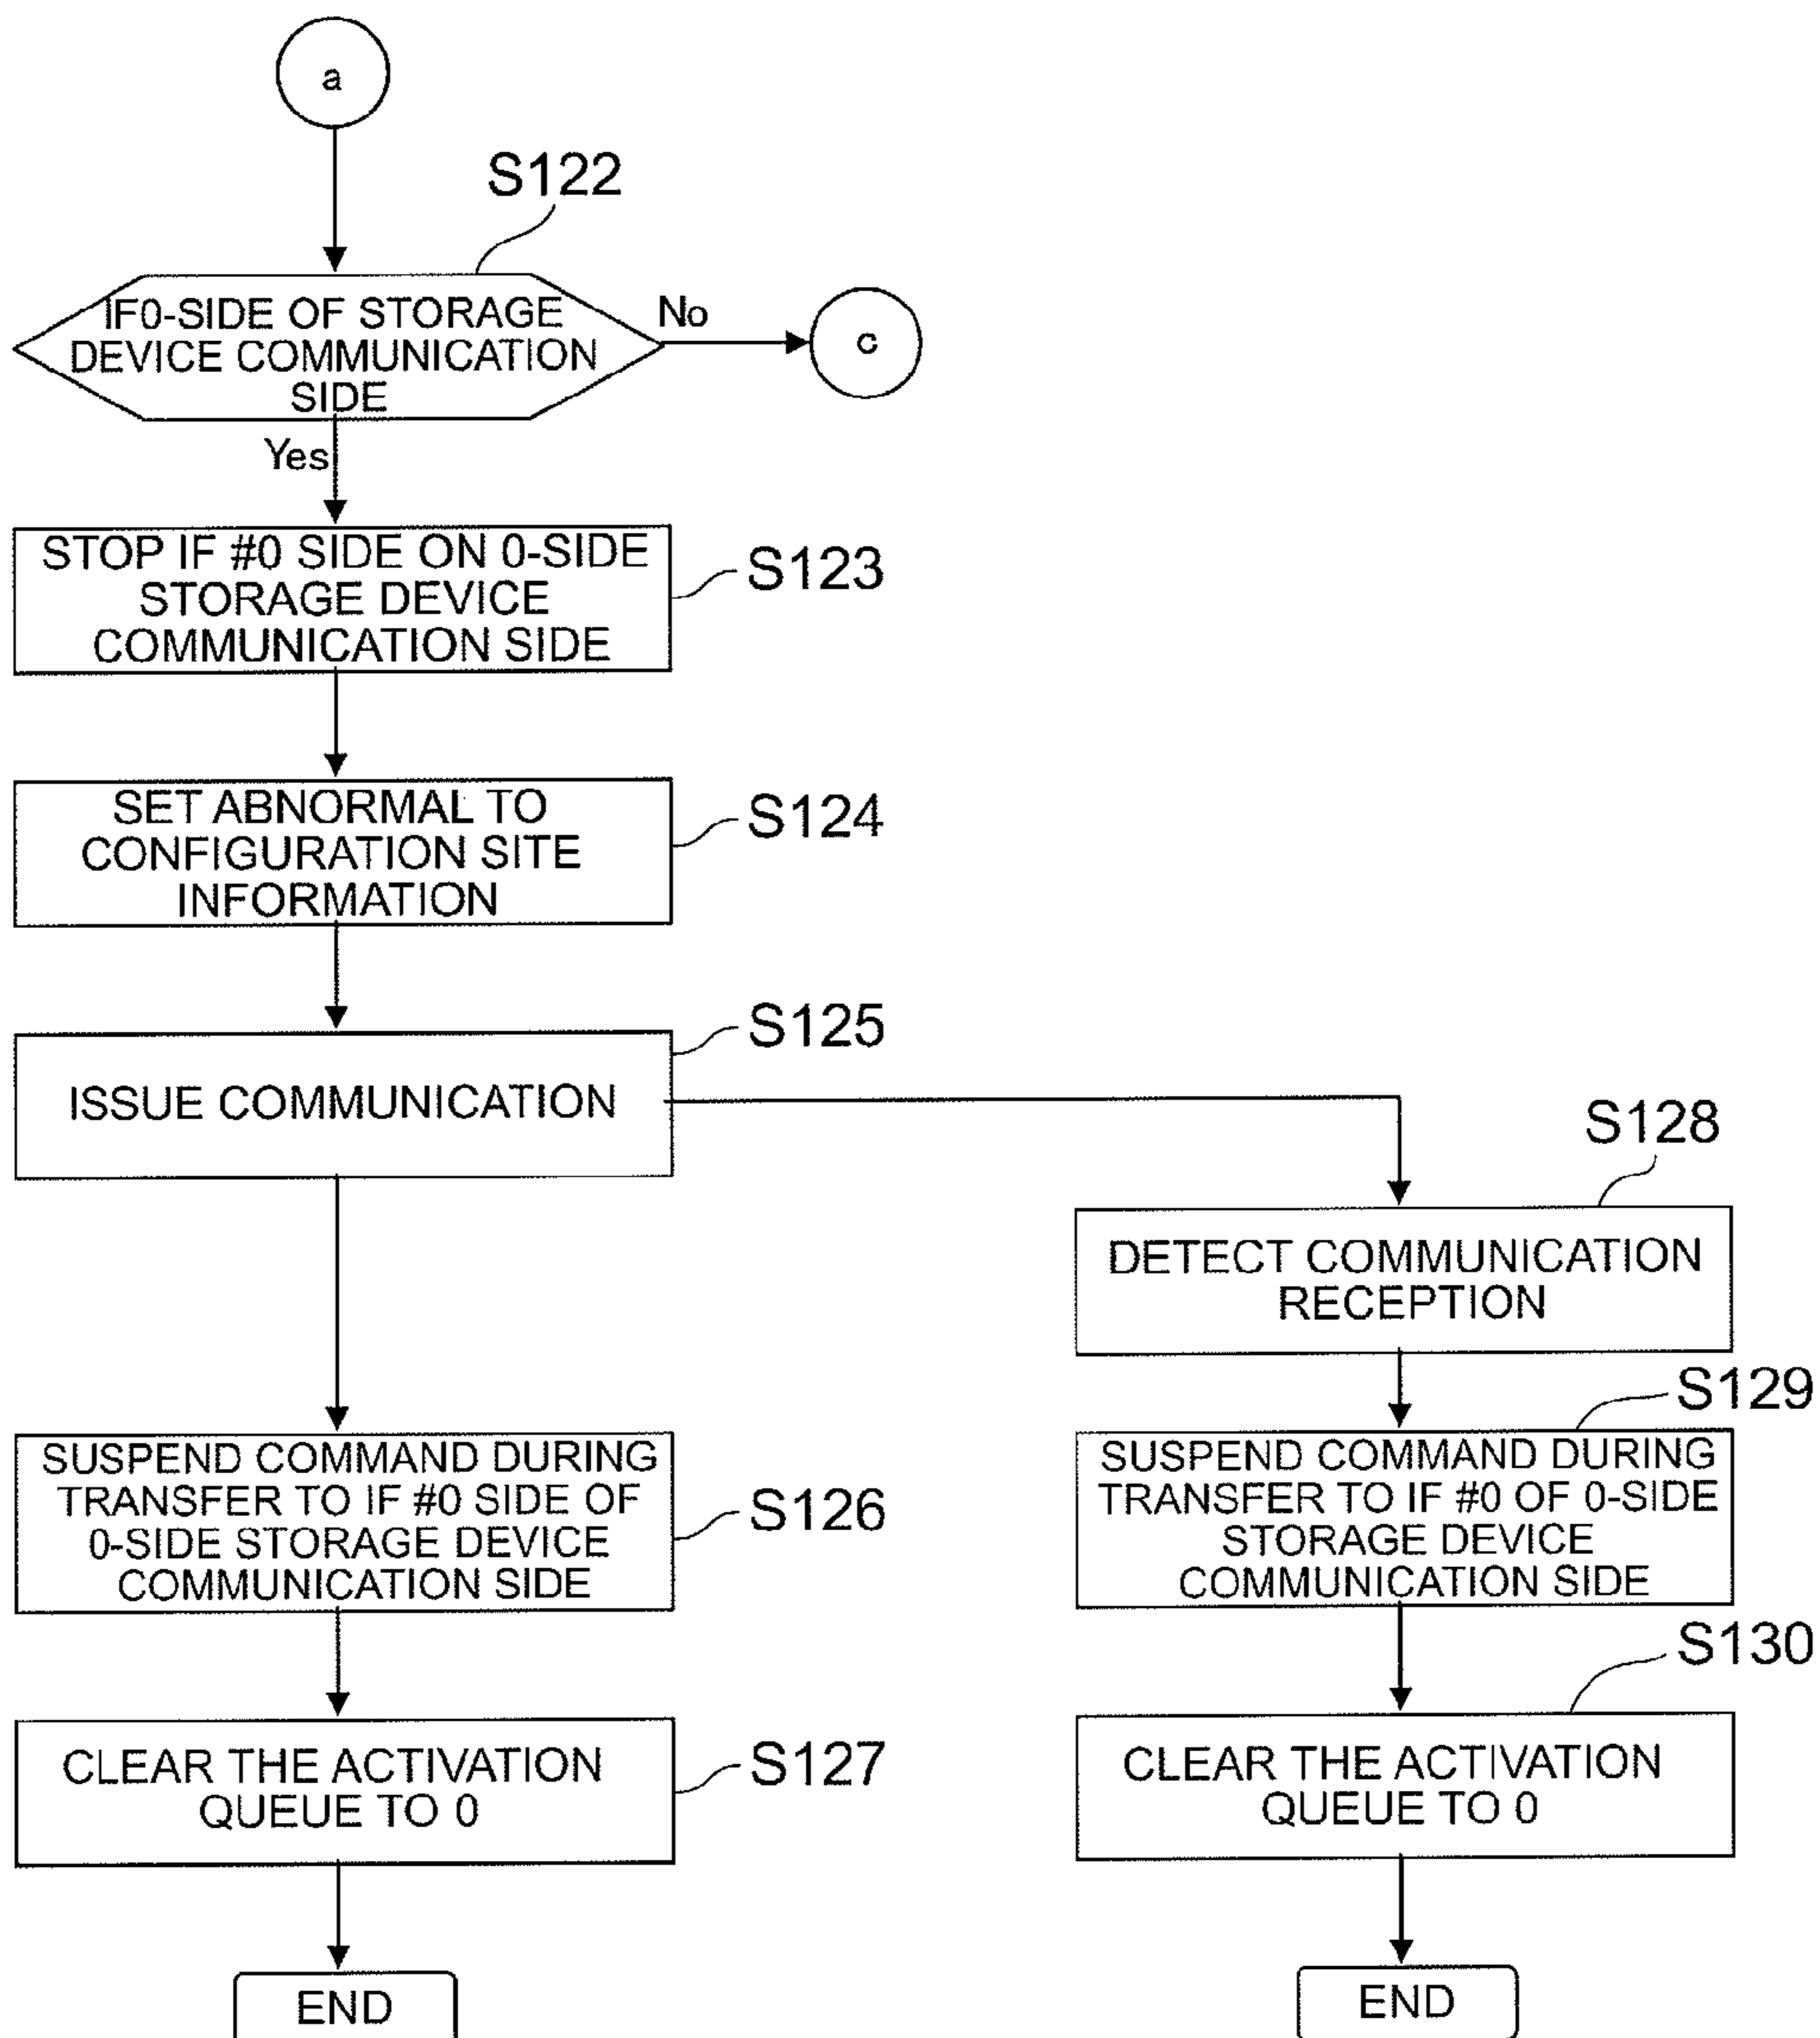 a
S122
IF0-SIDE OF STORAGE
DEVICE COMMUNICATION
SIDE
No
c
Yes
STOP IF #0 SIDE ON 0-SIDE
STORAGE DEVICE
COMMUNICATION SIDE
S123
SET ABNORMAL TO
CONFIGURATION SITE
INFORMATION
S124
ISSUE COMMUNICATION
S125
S128
DETECT COMMUNICATION
RECEPTION
SUSPEND COMMAND DURING
TRANSFER TO IF #0 SIDE OF
0-SIDE STORAGE DEVICE
COMMUNICATION SIDE
S126
S129
SUSPEND COMMAND DURING
TRANSFER TO IF #0 OF 0-SIDE
STORAGE DEVICE
COMMUNICATION SIDE
CLEAR THE ACTIVATION
QUEUE TO 0
S127
S130
CLEAR THE ACTIVATION
QUEUE TO 0
END
END